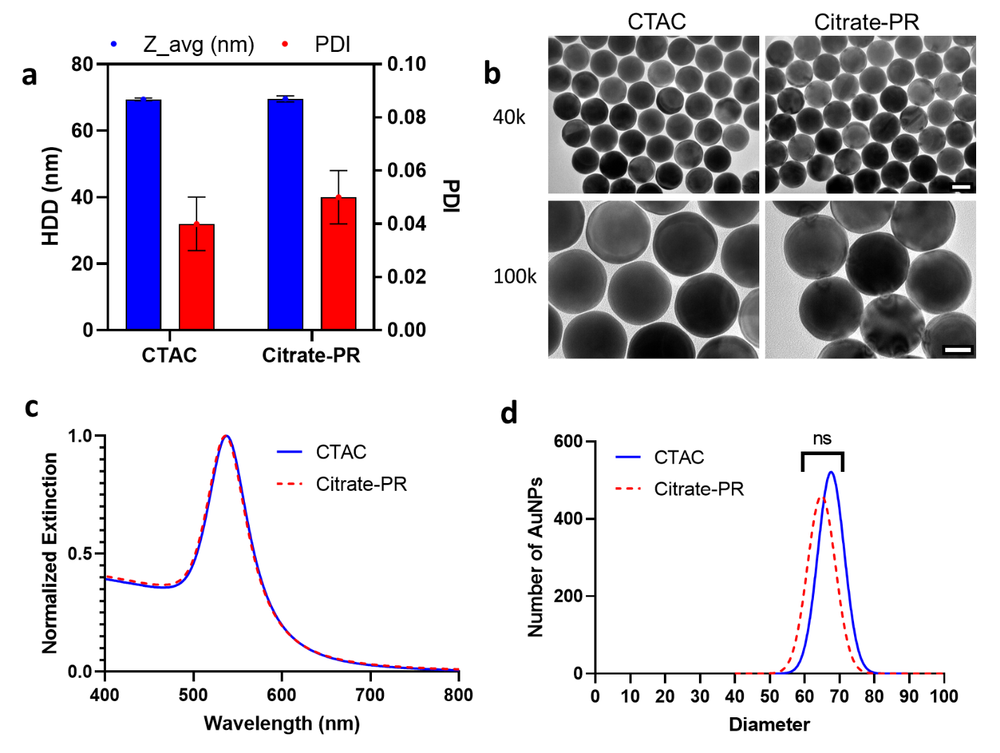 a
Z_avg (nm)
PDI
80
60
40
20
0
HDD (nm)
0.10
0.08
0.06
0.04
0.02
0.00
PDI
CTAC
Citrate-PR
b
CTAC
Citrate-PR
40k
100k
c
1.0
0.5
0.0
Normalized Extinction
CTAC
Citrate-PR
400
500
600
700
800
Wavelength (nm)
d
600
400
200
0
Number of AuNPs
CTAC
Citrate-PR
ns
0
10
20
30
40
50
60
70
80
90
100
Diameter